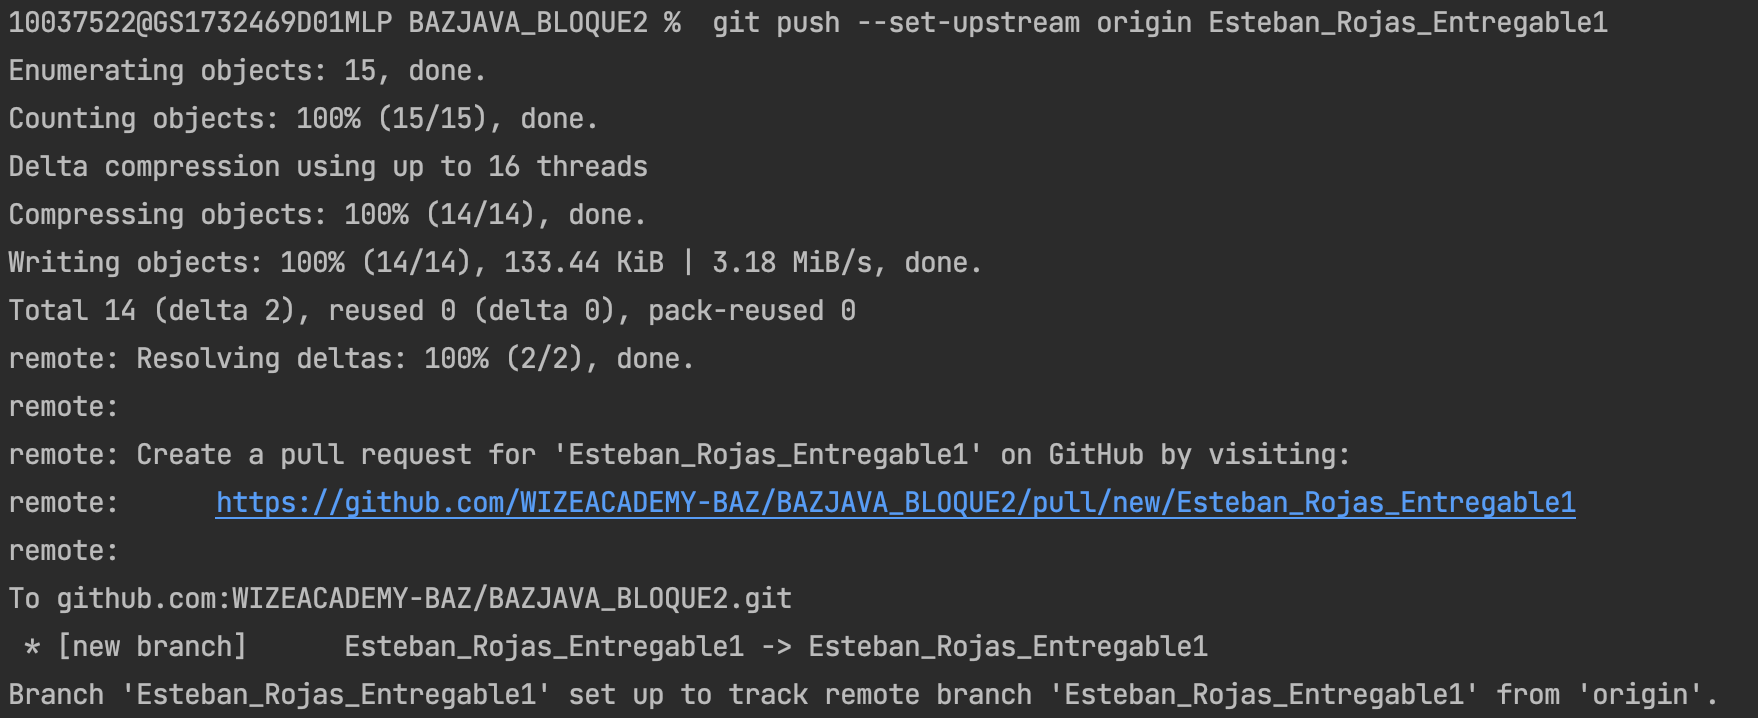 10037522@GS1732469D01MLP BAZJAVA_BLOQUE2 %  git push --set-upstream origin Esteban_Rojas_Entregable1
Enumerating objects: 15, done.
Counting objects: 100% (15/15), done.
Delta compression using up to 16 threads
Compressing objects: 100% (14/14), done.
Writing objects: 100% (14/14), 133.44 KiB | 3.18 MiB/s, done.
Total 14 (delta 2), reused 0 (delta 0), pack-reused 0
remote: Resolving deltas: 100% (2/2), done.
remote:
remote: Create a pull request for 'Esteban_Rojas_Entregable1' on GitHub by visiting:
remote:      https://github.com/WIZEACADEMY-BAZ/BAZJAVA_BLOQUE2/pull/new/Esteban_Rojas_Entregable1
remote:
To github.com:WIZEACADEMY-BAZ/BAZJAVA_BLOQUE2.git
 * [new branch]      Esteban_Rojas_Entregable1 -> Esteban_Rojas_Entregable1
Branch 'Esteban_Rojas_Entregable1' set up to track remote branch 'Esteban_Rojas_Entregable1' from 'origin'.